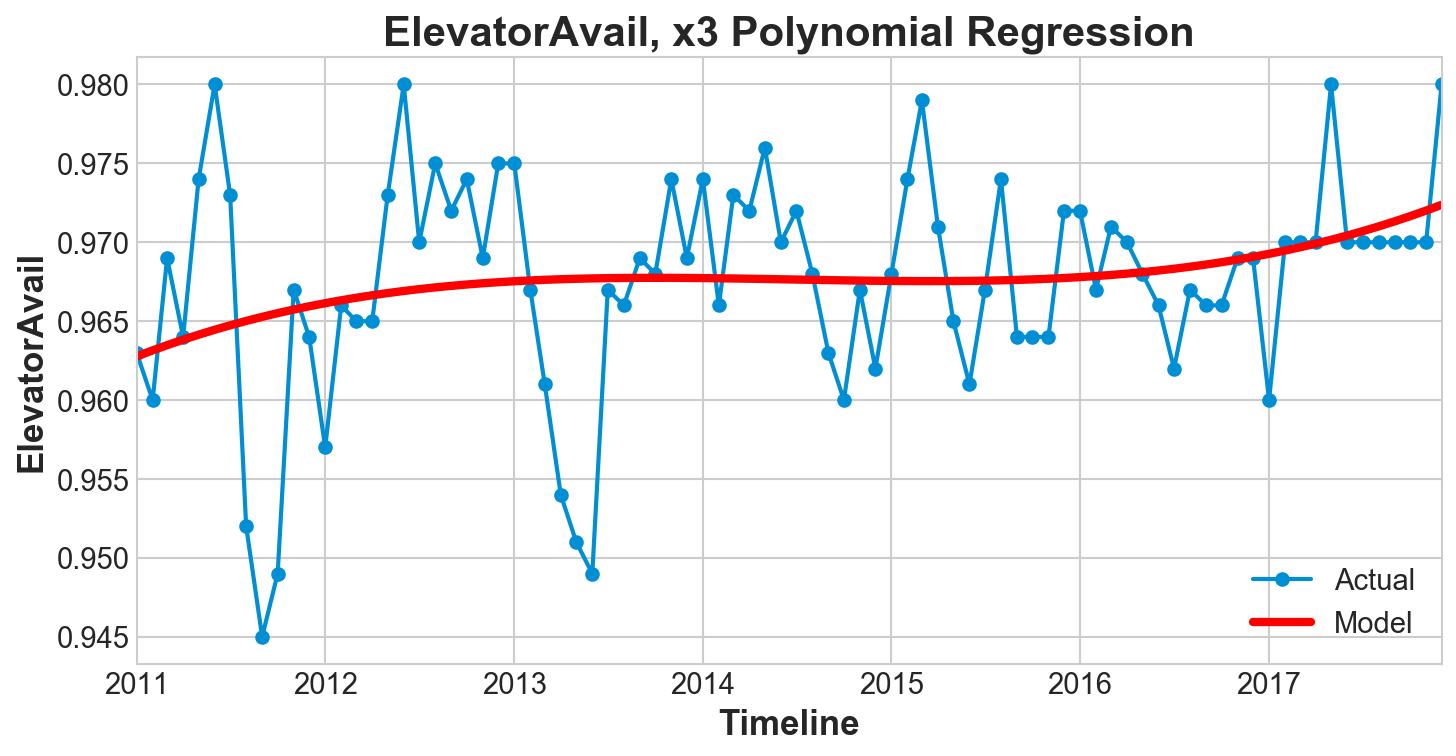 ElevatorAvail, x3 Polynomial Regression
0.980
0.975
0.970
0.965
0.960
0.955
0.950
0.945
ElevatorAvail
Actual
Model
2011 2012 2013 2014 2015 2016 2017
Timeline